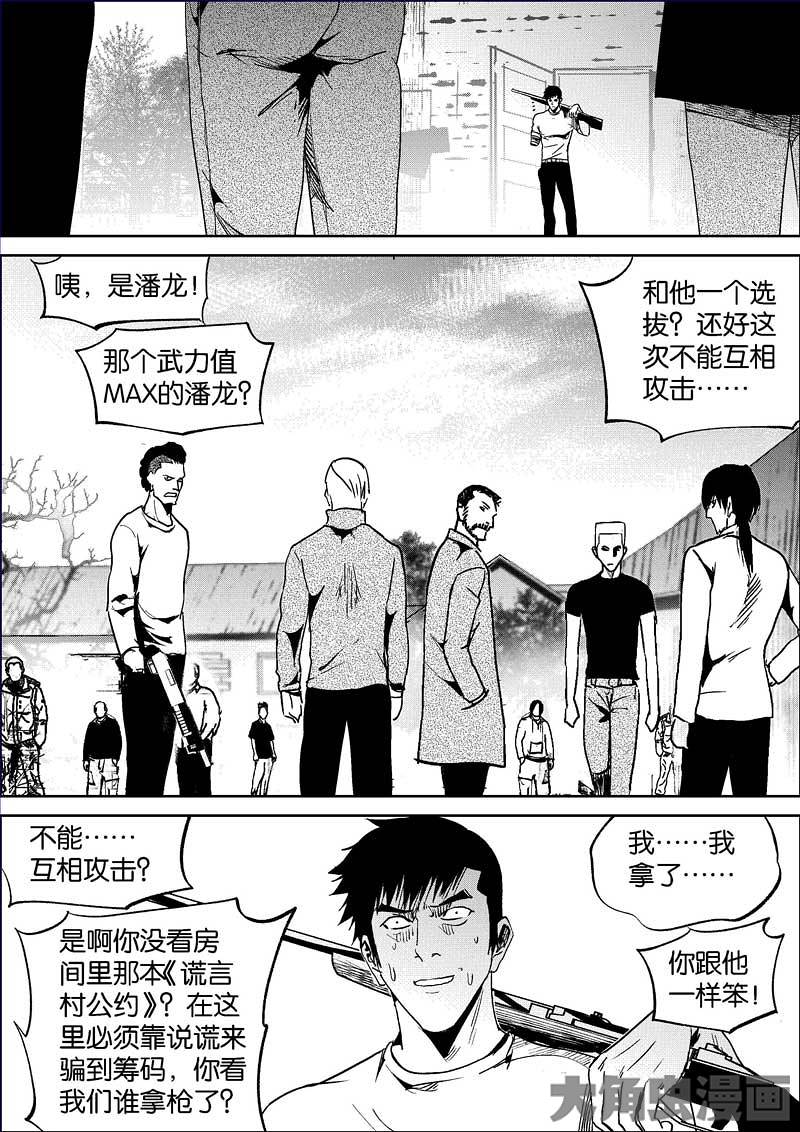 咦，是潘龙！
那个武力值
MAX的潘龙？
和他一个选
拔？还好这
次不能互相
攻击……
不能……
互相攻击？
是啊你没看房
间里那本《谎言
村公约》？在这
里必须靠说谎来
骗到筹码，你看
我们谁拿枪了？
我……我
拿了……
你跟他
一样笨！
大角虫漫画